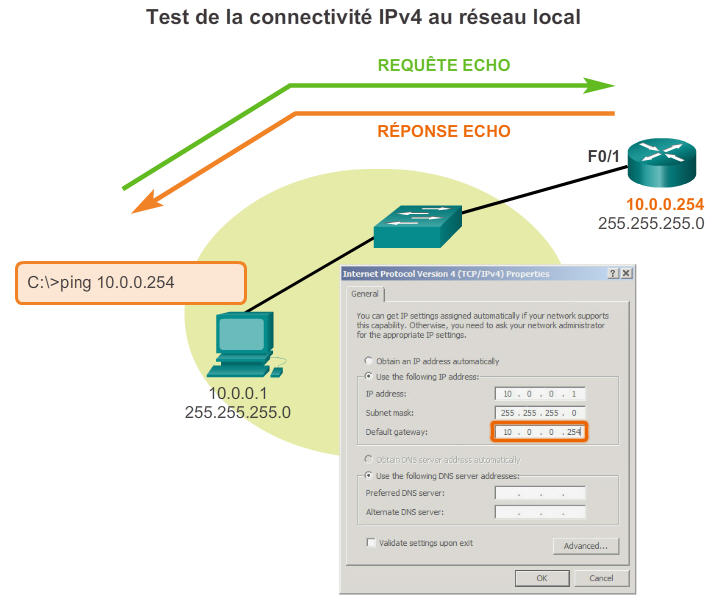 Test de la connectivité IPv4 au réseau local
REQUÊTE ECHO
RÉPONSE ECHO
F0/1
10.0.0.254
255.255.255.0
C:\>ping 10.0.0.254
10.0.0.1
255.255.255.0
Internet Protocol Version 4 (TCP/IPv4) Properties
General
You can get IP settings assigned automatically if your network supports
this capability. Otherwise, you need to ask your network administrator
for the appropriate IP settings.
Obtain an IP address automatically
Use the following IP address:
IP address: 10 . 0 . 0 . 1
Subnet mask: 255 . 255 . 255 . 0
Default gateway: 10 . 0 . 0 . 254
Obtain DNS server address automatically
Use the following DNS server addresses:
Preferred DNS server: . . .
Alternate DNS server: . . .
Validate settings upon exit
Advanced...
OK Cancel